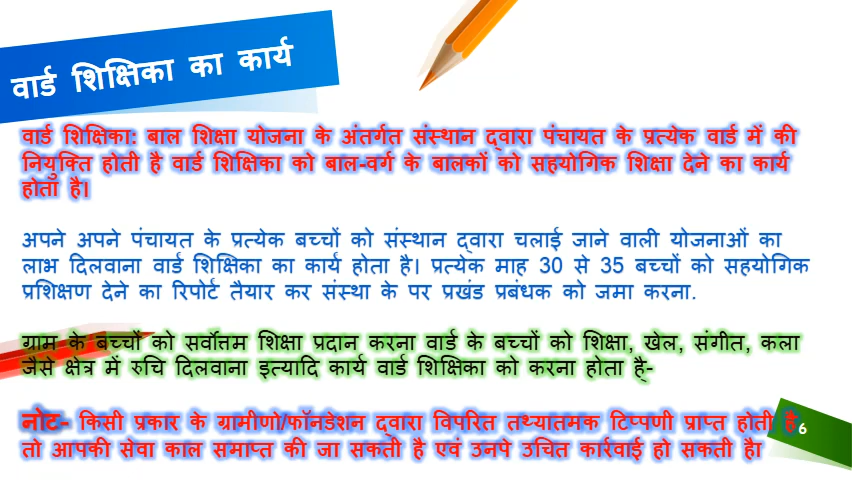 वार्ड शिक्षिका का कार्य
वार्ड शिक्षिका: बाल शिक्षा योजना के अंतर्गत संस्थान द्वारा पंचायत के प्रत्येक वार्ड में की
नियुक्ति होती है वार्ड शिक्षिका को बाल-वर्ग के बालकों को सहयोगिक शिक्षा देने का कार्य
होता है।
अपने अपने पंचायत के प्रत्येक बच्चों को संस्थान द्वारा चलाई जाने वाली योजनाओं का
लाभ दिलवाना वार्ड शिक्षिका का कार्य होता है। प्रत्येक माह 30 से 35 बच्चों को सहयोगिक
प्रशिक्षण देने का रिपोर्ट तैयार कर संस्था के पर प्रखंड प्रबंधक को जमा करना.
ग्राम के बच्चों को सर्वोत्तम शिक्षा प्रदान करना वार्ड के बच्चों को शिक्षा, खेल, संगीत, कला
जैसे क्षेत्र में रुचि दिलवाना इत्यादि कार्य वार्ड शिक्षिका को करना होता है्-
नोट- किसी प्रकार के ग्रामीणो/फॉनडेशन द्वारा विपरित तथ्यातमक टिप्पणी प्राप्त होती है
तो आपकी सेवा काल समाप्त की जा सकती है एवं उनपे उचित कार्रवाई हो सकती है।
6